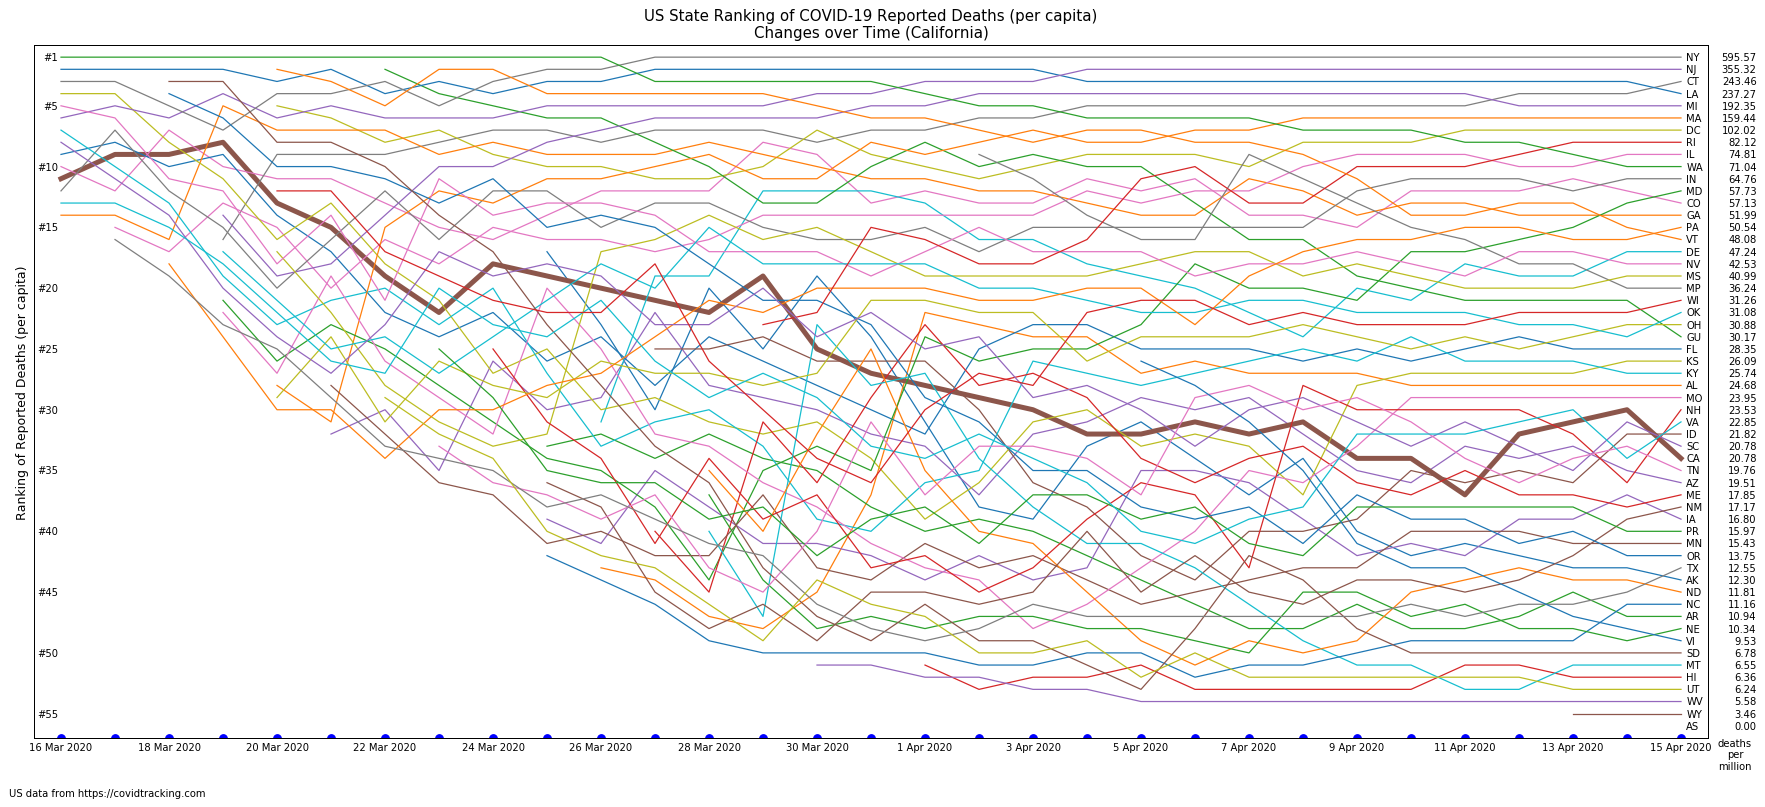 US State Ranking of COVID-19 Reported Deaths (per capita)
Changes over Time (California)
Ranking of Reported Deaths (per capita)
#1
#5
#10
#15
#20
#25
#30
#35
#40
#45
#50
#55
NY 595.57
NJ 355.32
CT 243.46
LA 237.27
MI 192.35
MA 159.44
DC 102.02
RI 82.12
IL 74.81
WA 71.04
IN 64.76
MD 57.73
CO 57.13
GA 51.99
PA 50.54
VT 48.08
DE 47.24
NV 42.53
MS 40.99
MP 36.24
WI 31.26
OK 31.08
OH 30.88
GU 30.17
FL 28.35
KS 26.09
KY 25.74
AL 24.68
MO 23.95
NH 23.53
VA 22.85
ID 21.82
SC 20.78
CA 20.78
TN 19.76
AZ 19.51
ME 17.85
NM 17.17
IA 16.80
PR 15.97
MN 15.43
OR 13.75
TX 12.55
AK 12.30
ND 11.81
NC 11.16
AR 10.94
NE 10.34
VI 9.53
SD 6.78
MT 6.55
HI 6.36
UT 6.24
WV 5.58
WY 3.46
AS 0.00
16 Mar 2020 18 Mar 2020 20 Mar 2020 22 Mar 2020 24 Mar 2020 26 Mar 2020 28 Mar 2020 30 Mar 2020 1 Apr 2020 3 Apr 2020 5 Apr 2020 7 Apr 2020 9 Apr 2020 11 Apr 2020 13 Apr 2020 15 Apr 2020
deaths
per
million
US data from https://covidtracking.com